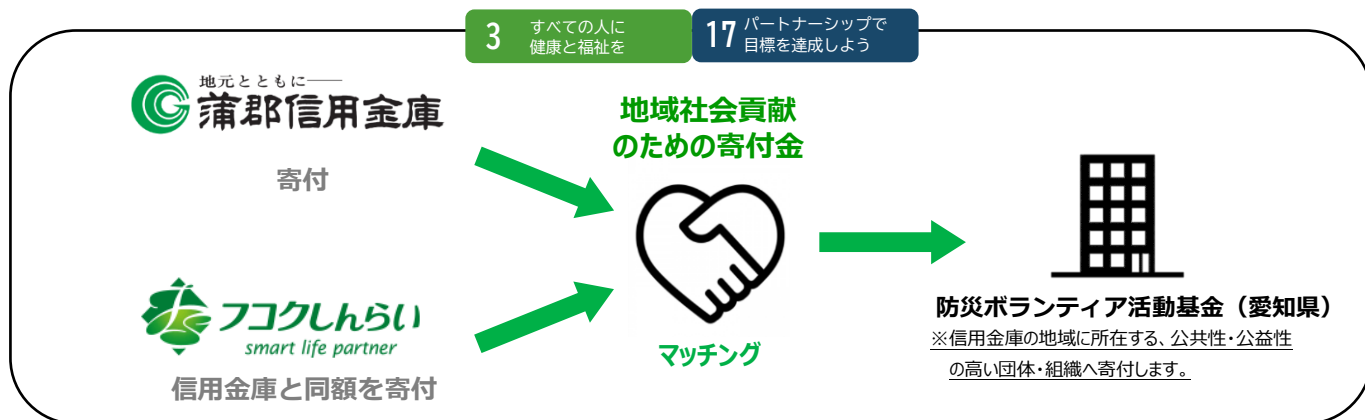 3 すべての人に
健康と福祉を
17 パートナーシップで
目標を達成しよう
地元とともに——
蒲郡信用金庫
寄付
地域社会貢献
のための寄付金
フコクしんらい
smart life partner
信用金庫と同額を寄付
マッチング
防災ボランティア活動基金（愛知県）
※信用金庫の地域に所在する、公共性・公益性
の高い団体・組織へ寄付します。